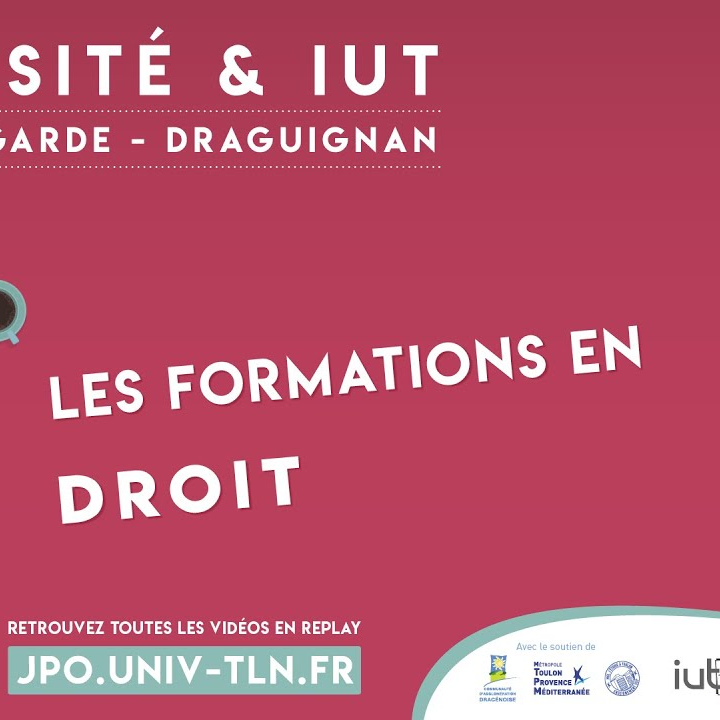 SITÉ & IUT
GARDE - DRAGUIGNAN
LES FORMATIONS EN
DROIT
RETROUVEZ TOUTES LES VIDÉOS EN REPLAY
JPO.UNIV-TLN.FR
Avec le soutien de
COMMUNAUTÉ
D'AGGLOMÉRATION
DRACÉNOISE
MÉTROPOLE
TOULON
PROVENCE
MÉDITERRANÉE
iut